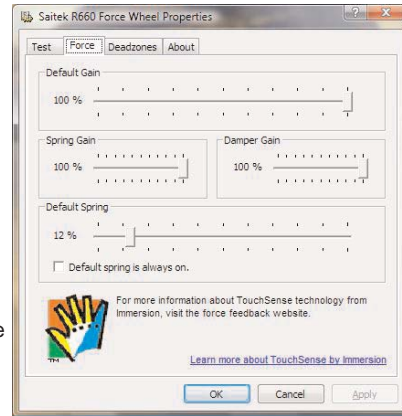 Saitek R660 Force Wheel Properties
Test Force Deadzones About
Default Gain
100 %
Spring Gain Damper Gain
100 % 100 %
Default Spring
12 %
Default spring is always on.
For more information about TouchSense technology from
Immersion, visit the force feedback website.
e
TM
Learn more about TouchSense by Immersion
OK Cancel Apply